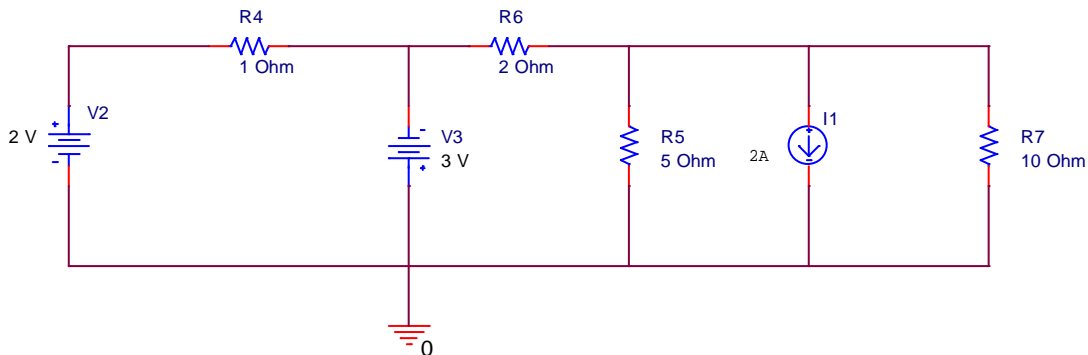 R4
1 Ohm
R6
2 Ohm
+
V2
2 V
-
-
V3
3 V
+
R5
5 Ohm
+
I1
2A
-
R7
10 Ohm
0